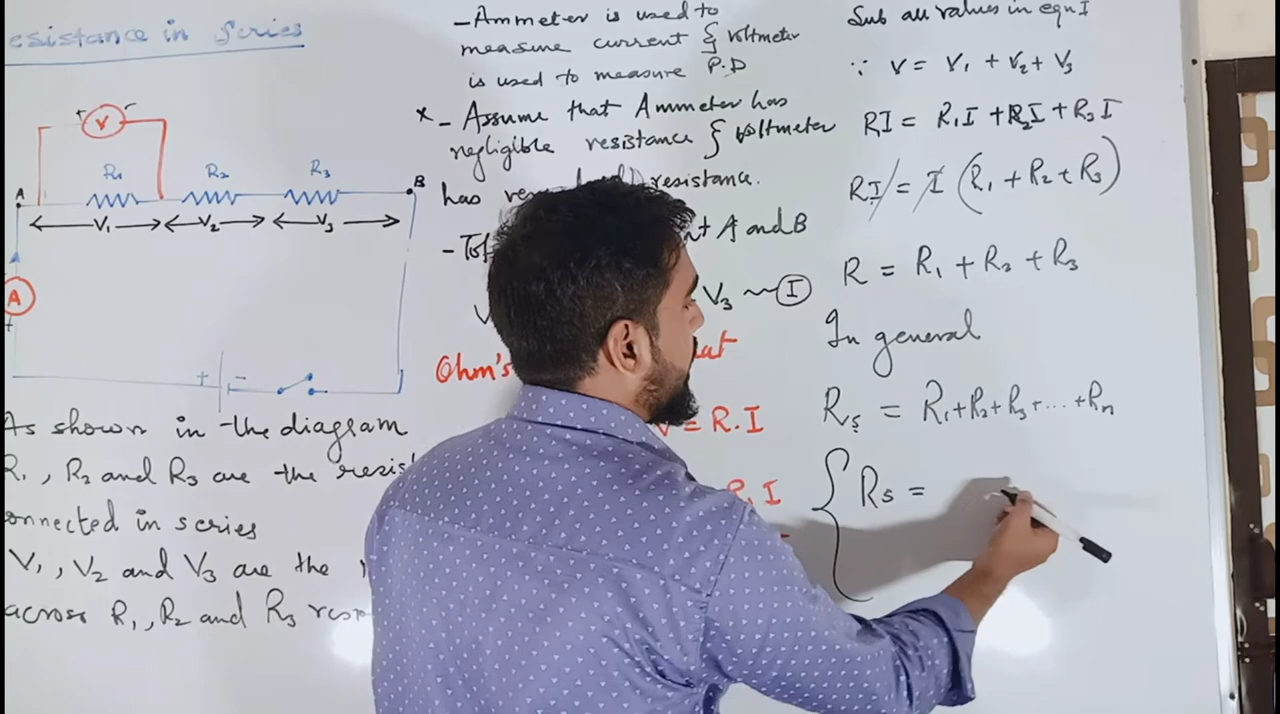 esistance in Series
+ V -
R1 R2 R3
A B
V1 V2 V3
A
+
+ -
As shown in the diagram
R1, R2 and R3 are the resist
onnected in series
V1, V2 and V3 are the
across R1, R2 and R3 resp
- Ammeter is used to
measure current & voltmeter
is used to measure P.D
x - Assume that Ammeter has
negligible resistance & voltmeter
has resistance.
- A and B
V V3 ~ I
Ohm's
= R.I
R1 I
Sub all values in eqn I
∵ V = V1 + V2 + V3
RI = R1I + R2I + R3I
RI = I (R1 + R2 + R3)
R = R1 + R2 + R3
In general
Rs = R1+R2+R3+...+Rn
{ Rs =